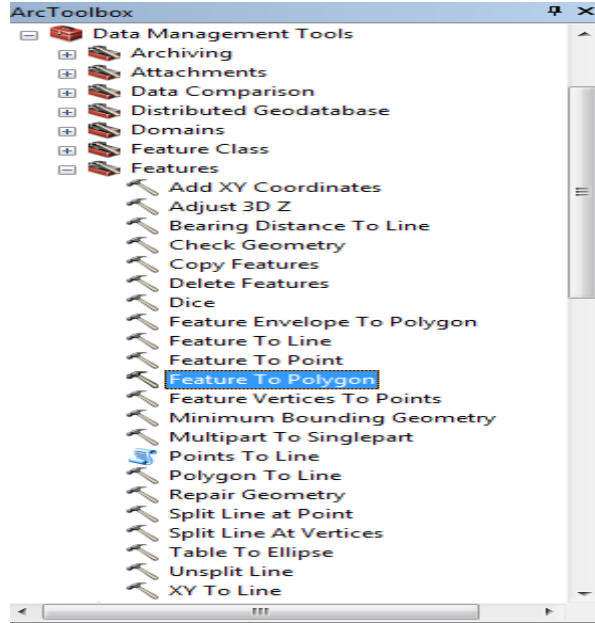 ArcToolbox
Data Management Tools
Archiving
Attachments
Data Comparison
Distributed Geodatabase
Domains
Feature Class
Features
Add XY Coordinates
Adjust 3D Z
Bearing Distance To Line
Check Geometry
Copy Features
Delete Features
Dice
Feature Envelope To Polygon
Feature To Line
Feature To Point
Feature To Polygon
Feature Vertices To Points
Minimum Bounding Geometry
Multipart To Singlepart
Points To Line
Polygon To Line
Repair Geometry
Split Line at Point
Split Line At Vertices
Table To Ellipse
Unsplit Line
XY To Line